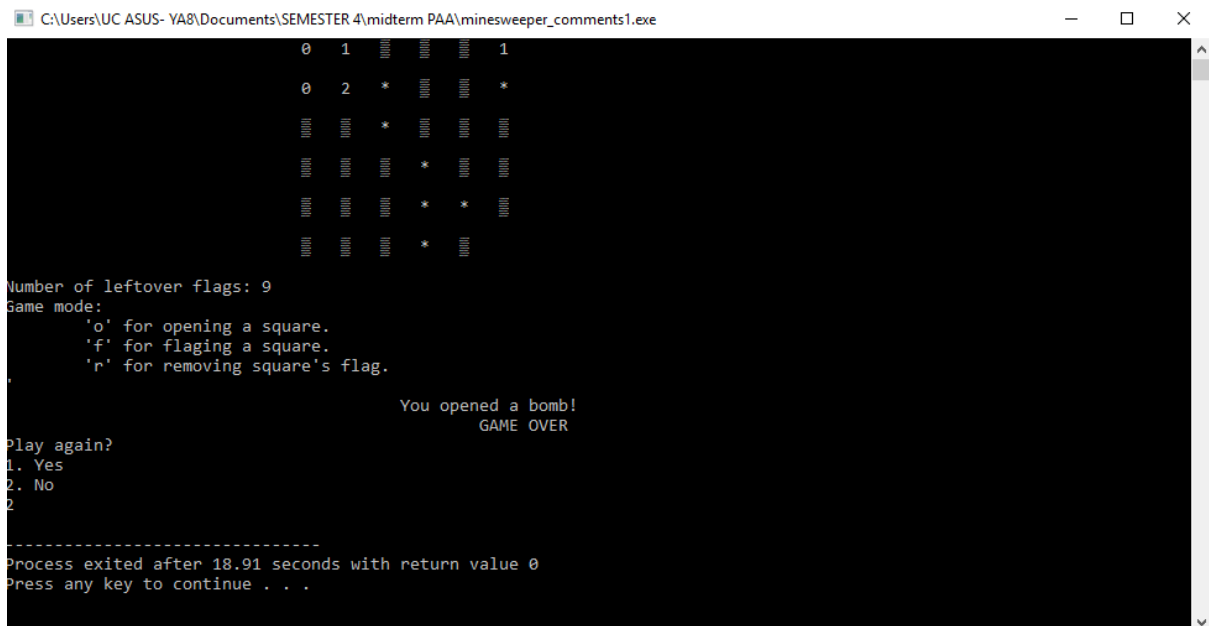 C:\Users\UC ASUS- YA8\Documents\SEMESTER 4\midterm PAA\minesweeper_comments1.exe
0 1 ▒ ▒ ▒ 1
0 2 * ▒ ▒ *
▒ ▒ * ▒ ▒ ▒
▒ ▒ ▒ * ▒ ▒
▒ ▒ ▒ * * ▒
▒ ▒ ▒ * ▒
Number of leftover flags: 9
Game mode:
'o' for opening a square.
'f' for flaging a square.
'r' for removing square's flag.
'
You opened a bomb!
GAME OVER
Play again?
1. Yes
2. No
2
--------------------------------
Process exited after 18.91 seconds with return value 0
Press any key to continue . . .